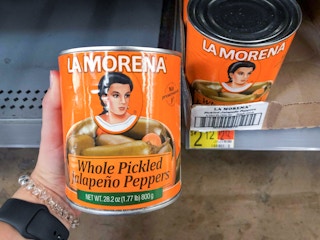 LA MORENA
Whole Pickled
Jalapeño Peppers
NET WT. 28.2 oz (1.77 lb) 800g
LA MORENA
LA MORENA